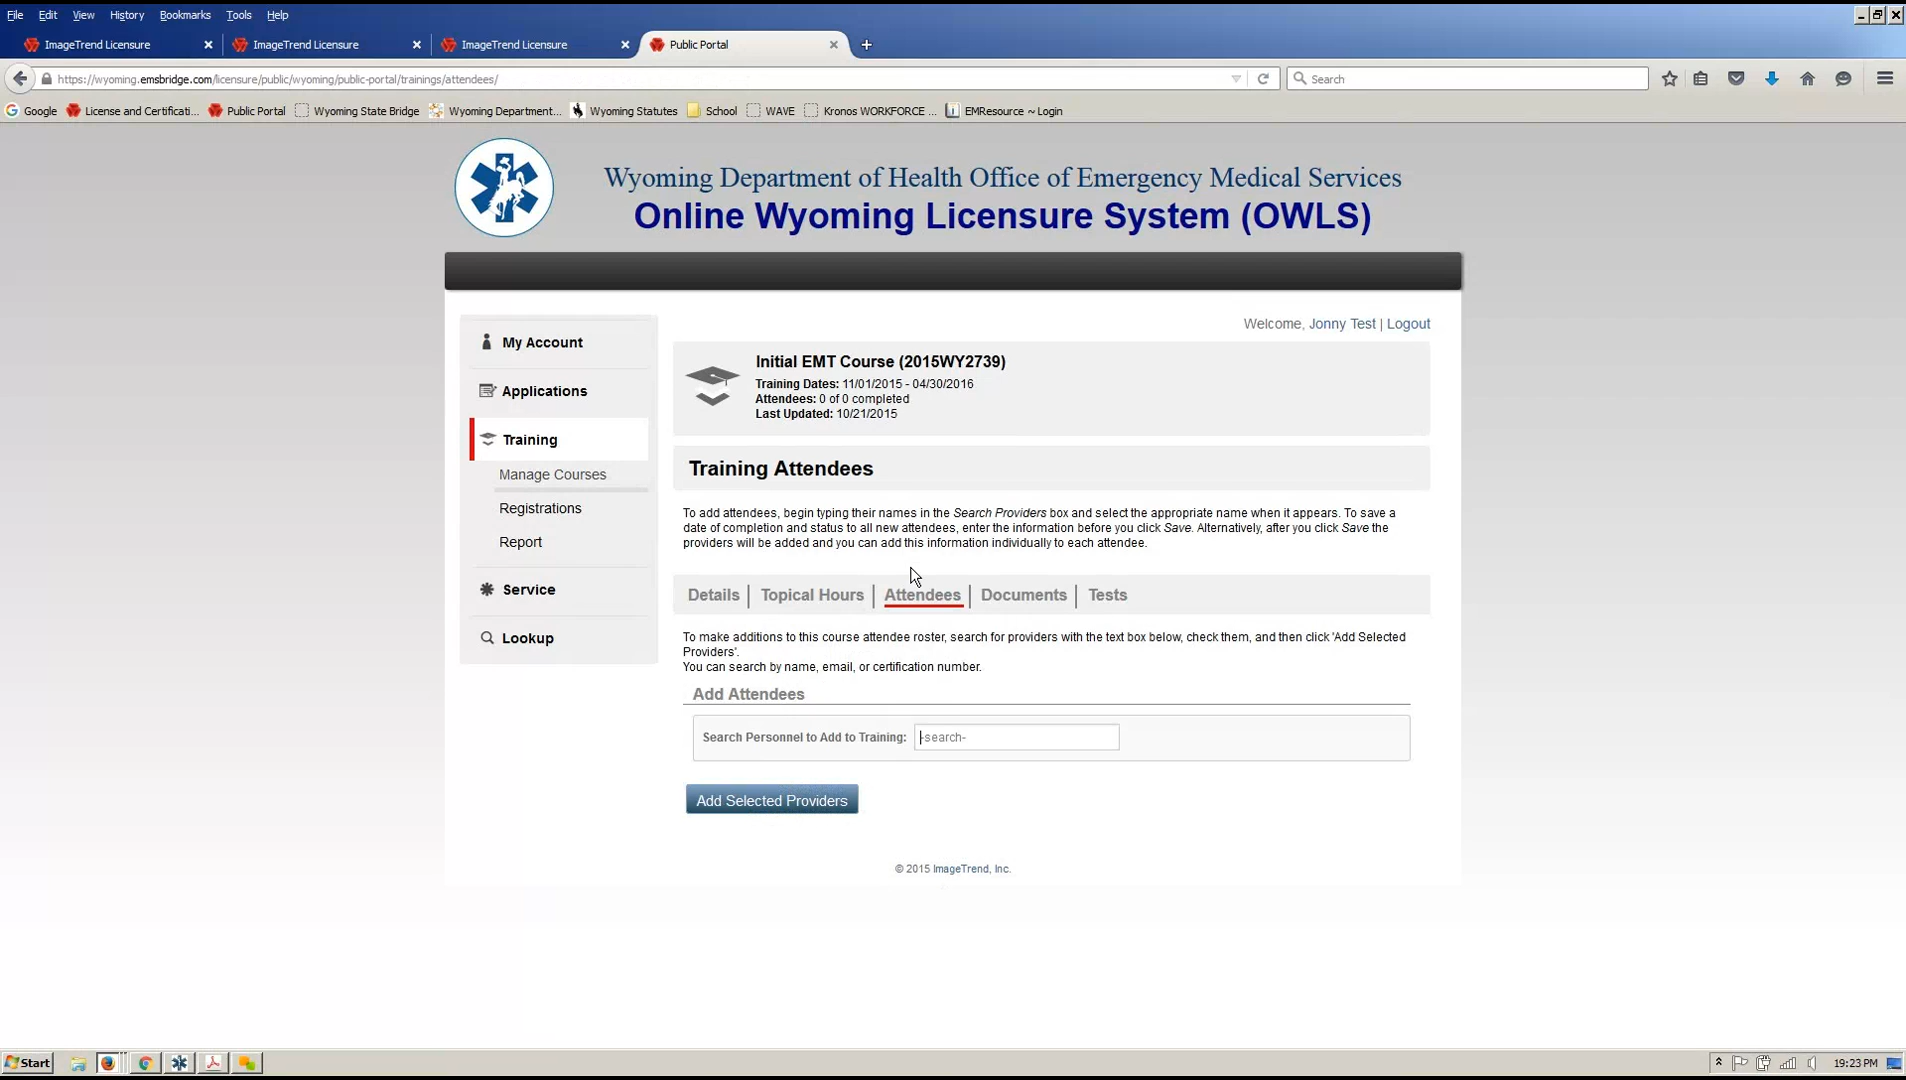 File Edit View History Bookmarks Tools Help
ImageTrend Licensure ImageTrend Licensure ImageTrend Licensure Public Portal
https://wyoming.emsbridge.com/licensure/public/wyoming/public-portal/trainings/attendees/ Search
Google License and Certificati... Public Portal Wyoming State Bridge Wyoming Department... Wyoming Statutes School WAVE Kronos WORKFORCE ... EMResource ~ Login
Wyoming Department of Health Office of Emergency Medical Services
Online Wyoming Licensure System (OWLS)
Welcome, Jonny Test | Logout
My Account
Applications
Training
Manage Courses
Registrations
Report
Service
Lookup
Initial EMT Course (2015WY2739)
Training Dates: 11/01/2015 - 04/30/2016
Attendees: 0 of 0 completed
Last Updated: 10/21/2015
Training Attendees
To add attendees, begin typing their names in the Search Providers box and select the appropriate name when it appears. To save a
date of completion and status to all new attendees, enter the information before you click Save. Alternatively, after you click Save the
providers will be added and you can add this information individually to each attendee.
Details | Topical Hours | Attendees | Documents | Tests
To make additions to this course attendee roster, search for providers with the text box below, check them, and then click 'Add Selected
Providers'.
You can search by name, email, or certification number.
Add Attendees
Search Personnel to Add to Training: -search-
Add Selected Providers
© 2015 ImageTrend, Inc.
Start 19:23 PM